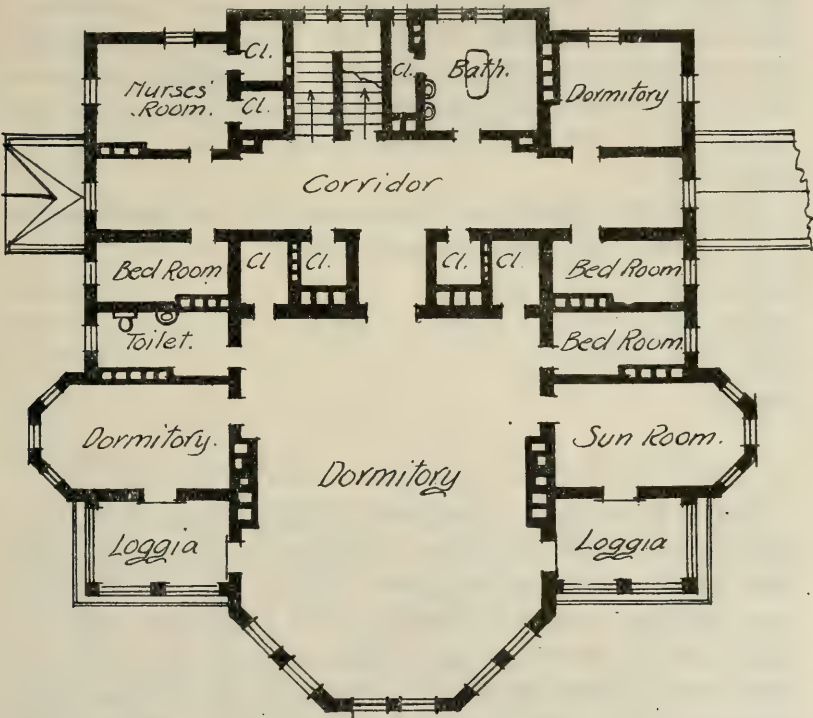 Cl.
Nurses'
Room.
Cl.
Cl.
Bath.
Dormitory
Corridor
Bed Room
Cl
Cl.
Cl.
Cl.
Bed Room
Toilet.
Bed Room.
Dormitory.
Dormitory
Sun Room.
Loggia
Loggia